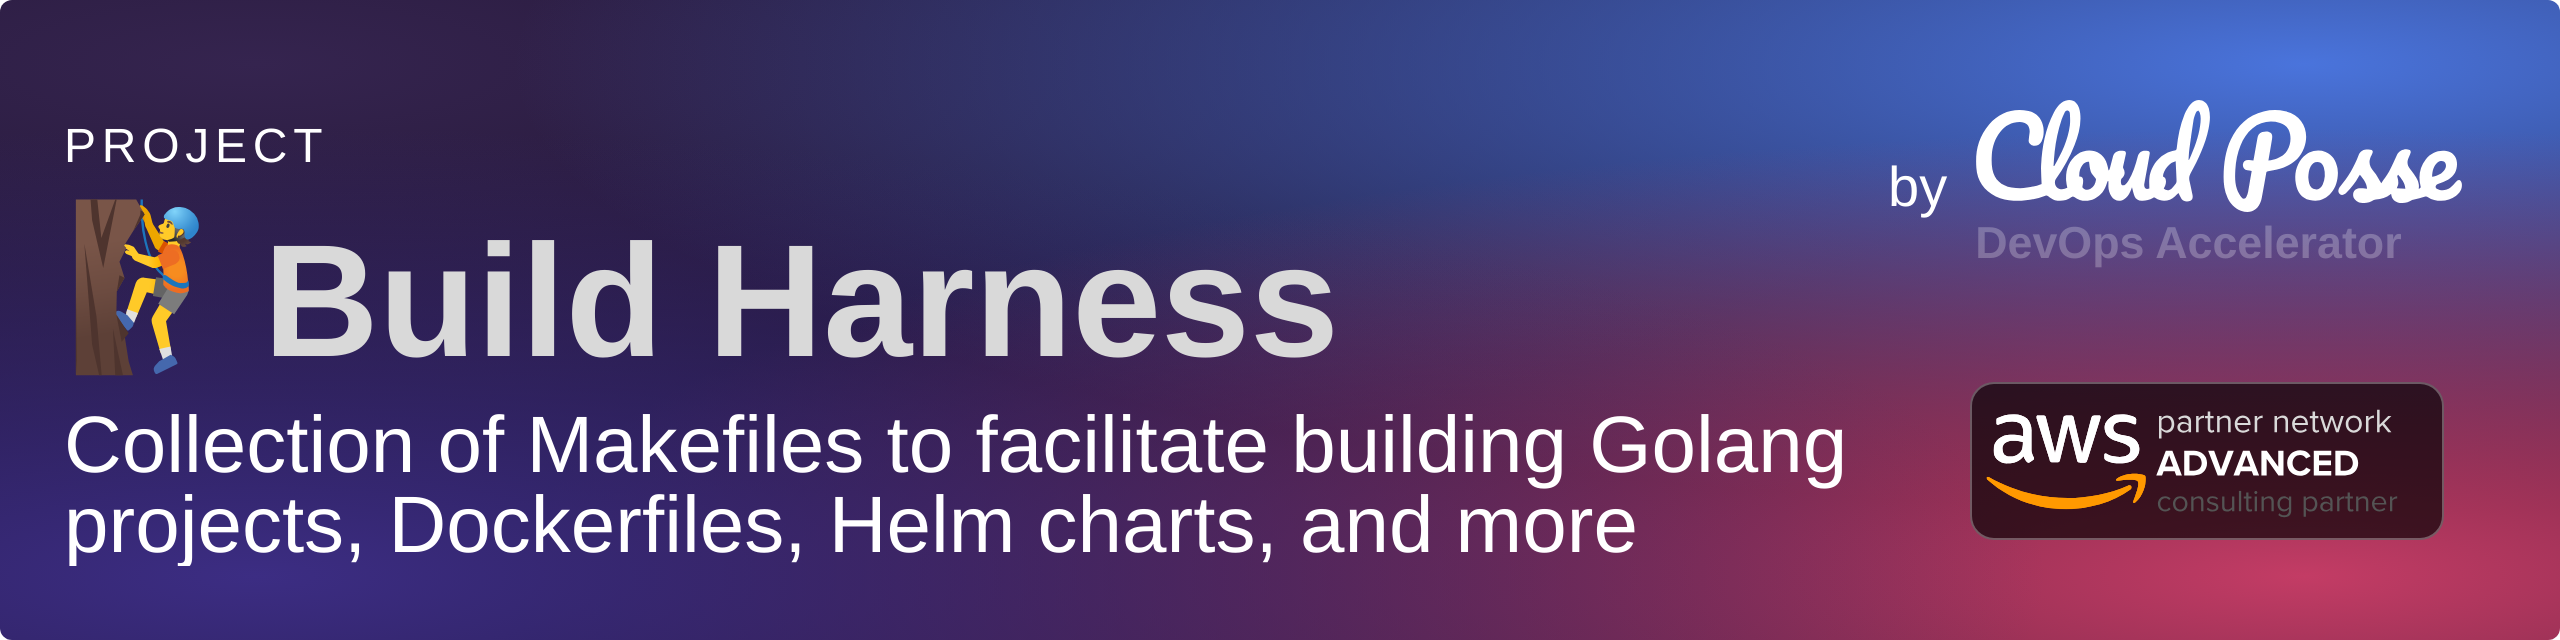 PROJECT
Build Harness
Collection of Makefiles to facilitate building Golang
projects, Dockerfiles, Helm charts, and more
by Cloud Posse
DevOps Accelerator
aws partner network
ADVANCED
consulting partner